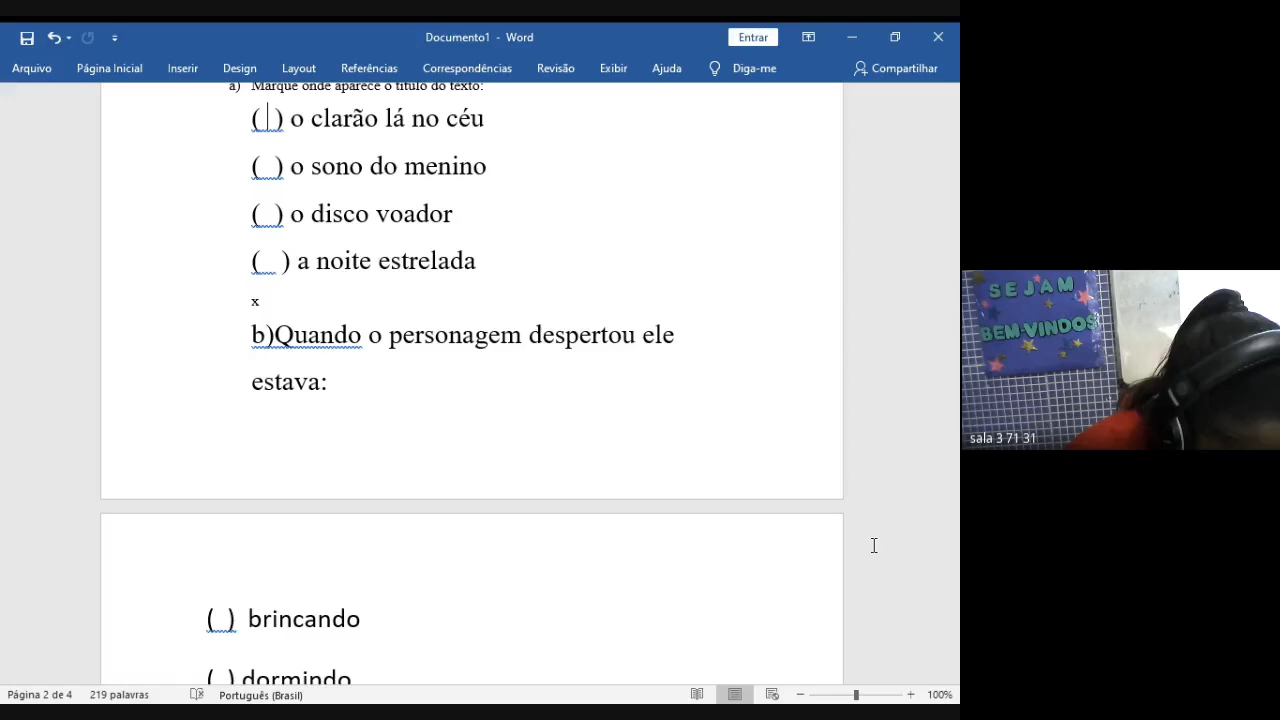 Documento1 - Word
Entrar
Arquivo
Página Inicial
Inserir
Design
Layout
Referências
Correspondências
Revisão
Exibir
Ajuda
Diga-me
Compartilhar
a) Marque onde aparece o titulo do texto:
( ) o clarão lá no céu
( ) o sono do menino
( ) o disco voador
( ) a noite estrelada
x
b)Quando o personagem despertou ele
estava:
( ) brincando
( ) dormindo
SEJAM
BEM-VINDOS
sala 3 71 31
Página 2 de 4
219 palavras
Português (Brasil)
100%